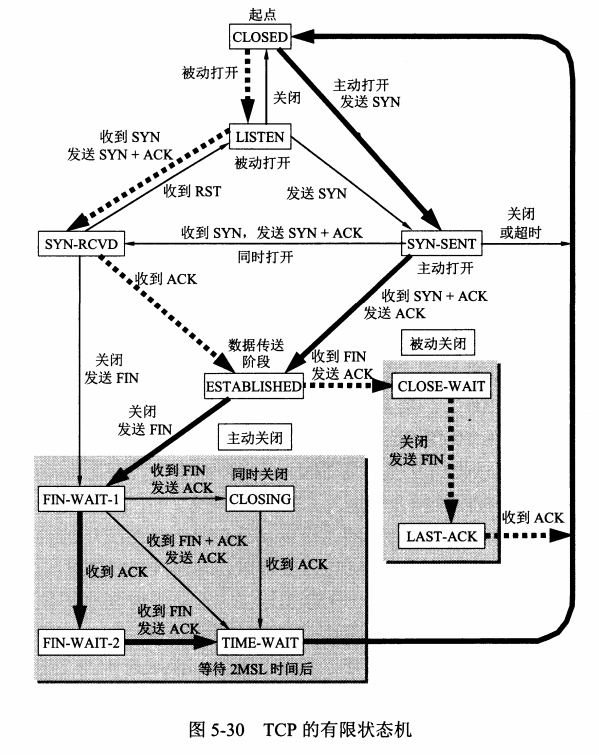 起点
CLOSED
被动打开
关闭
主动打开
发送 SYN
收到 SYN
发送 SYN + ACK
LISTEN
被动打开
收到 RST
发送 SYN
SYN-RCVD
收到 SYN，发送 SYN + ACK
同时打开
SYN-SENT
主动打开
关闭
或超时
收到 ACK
收到 SYN + ACK
发送 ACK
数据传送
阶段
ESTABLISHED
收到 FIN
发送 ACK
被动关闭
CLOSE-WAIT
关闭
发送 FIN
关闭
发送 FIN
主动关闭
关闭
发送 FIN
FIN-WAIT-1
收到 FIN
发送 ACK
同时关闭
CLOSING
LAST-ACK
收到 ACK
收到 FIN + ACK
发送 ACK
收到 ACK
收到 ACK
FIN-WAIT-2
收到 FIN
发送 ACK
TIME-WAIT
等待 2MSL 时间后
图 5-30 TCP 的有限状态机